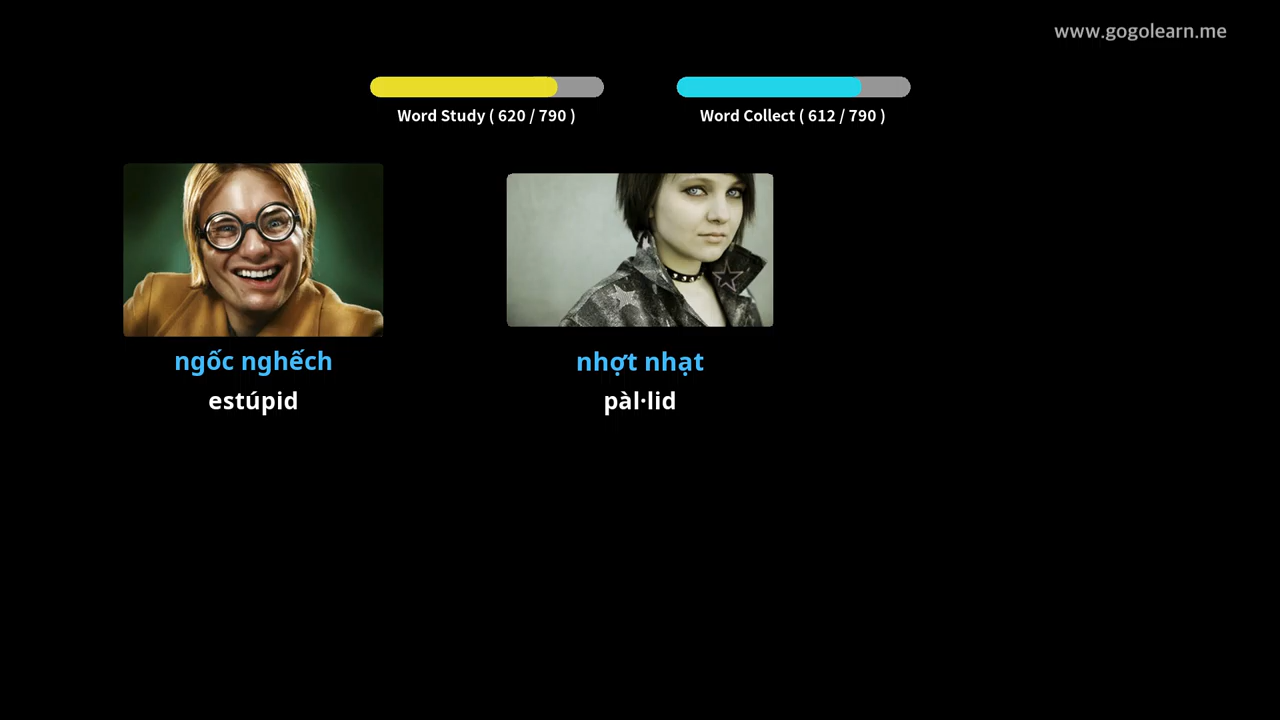 www.gogolearn.me
Word Study ( 620 / 790 )
Word Collect ( 612 / 790 )
ngốc nghếch
estúpid
nhợt nhạt
pàl·lid